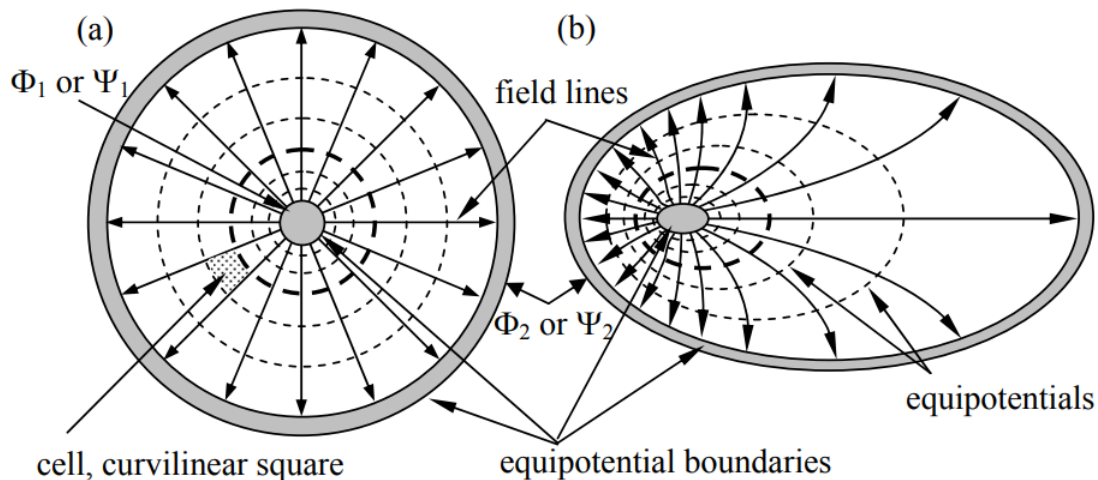 (a)
(b)
Φ₁ or Ψ₁
field lines
Φ₂ or Ψ₂
equipotentials
cell, curvilinear square
equipotential boundaries